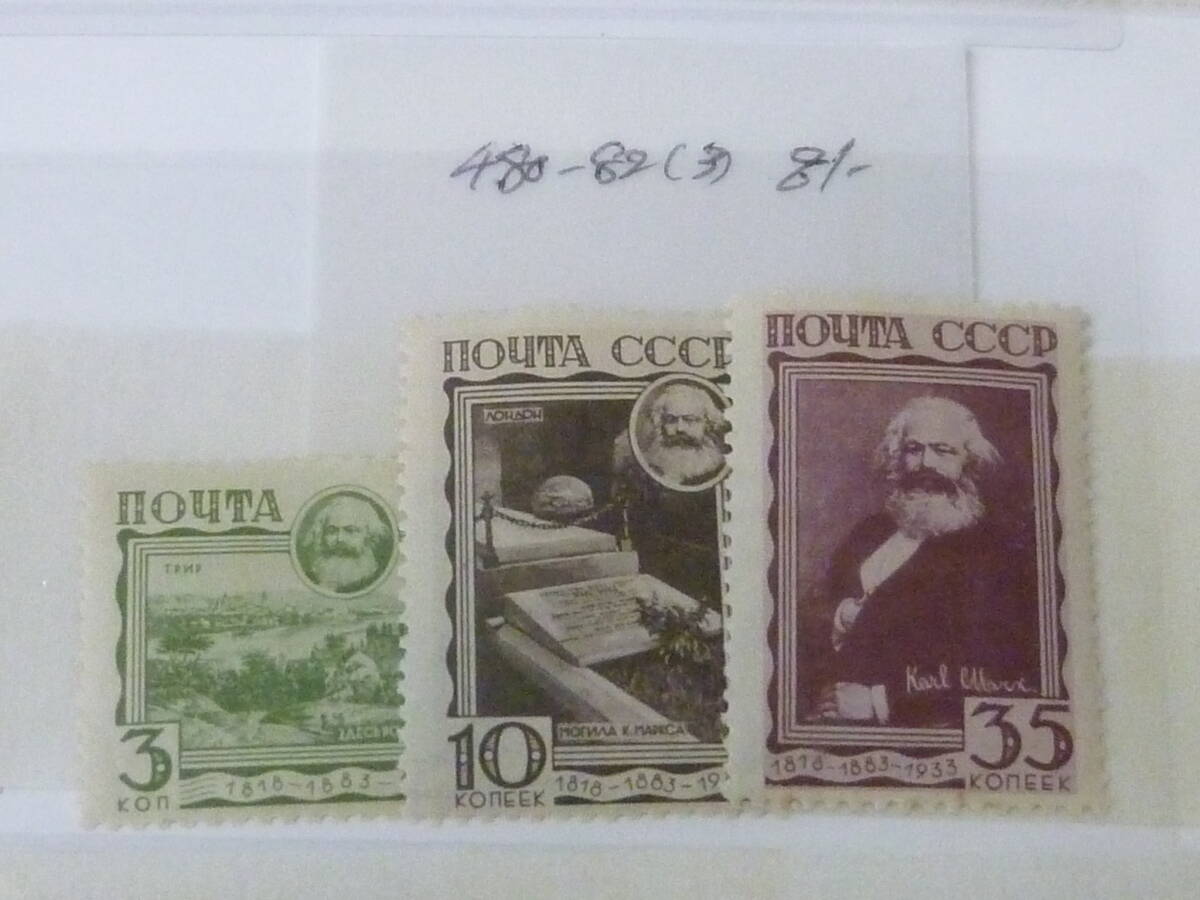 480-82(3) 81-
ПОЧТА
ТРИР
3
КОП
1818-1883-
ПОЧТА СССР
ЛОНДОН
МОГИЛА К. МАРКСА
10
КОПЕЕК
1818-1883-19
ПОЧТА СССР
Karl Marx
35
КОПЕЕК
1818-1883-1933